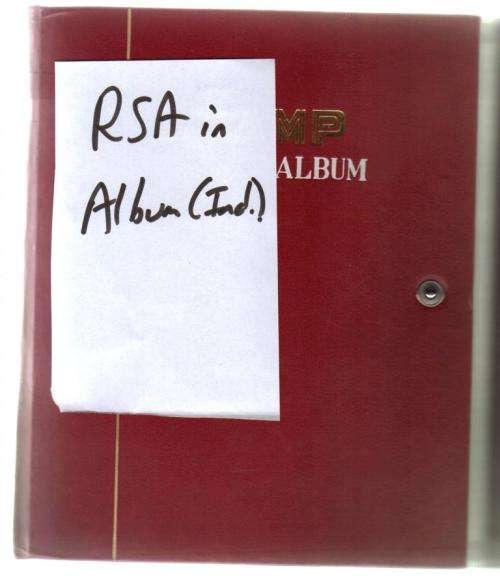 RSA in
Album (Ind.)
MP
ALBUM